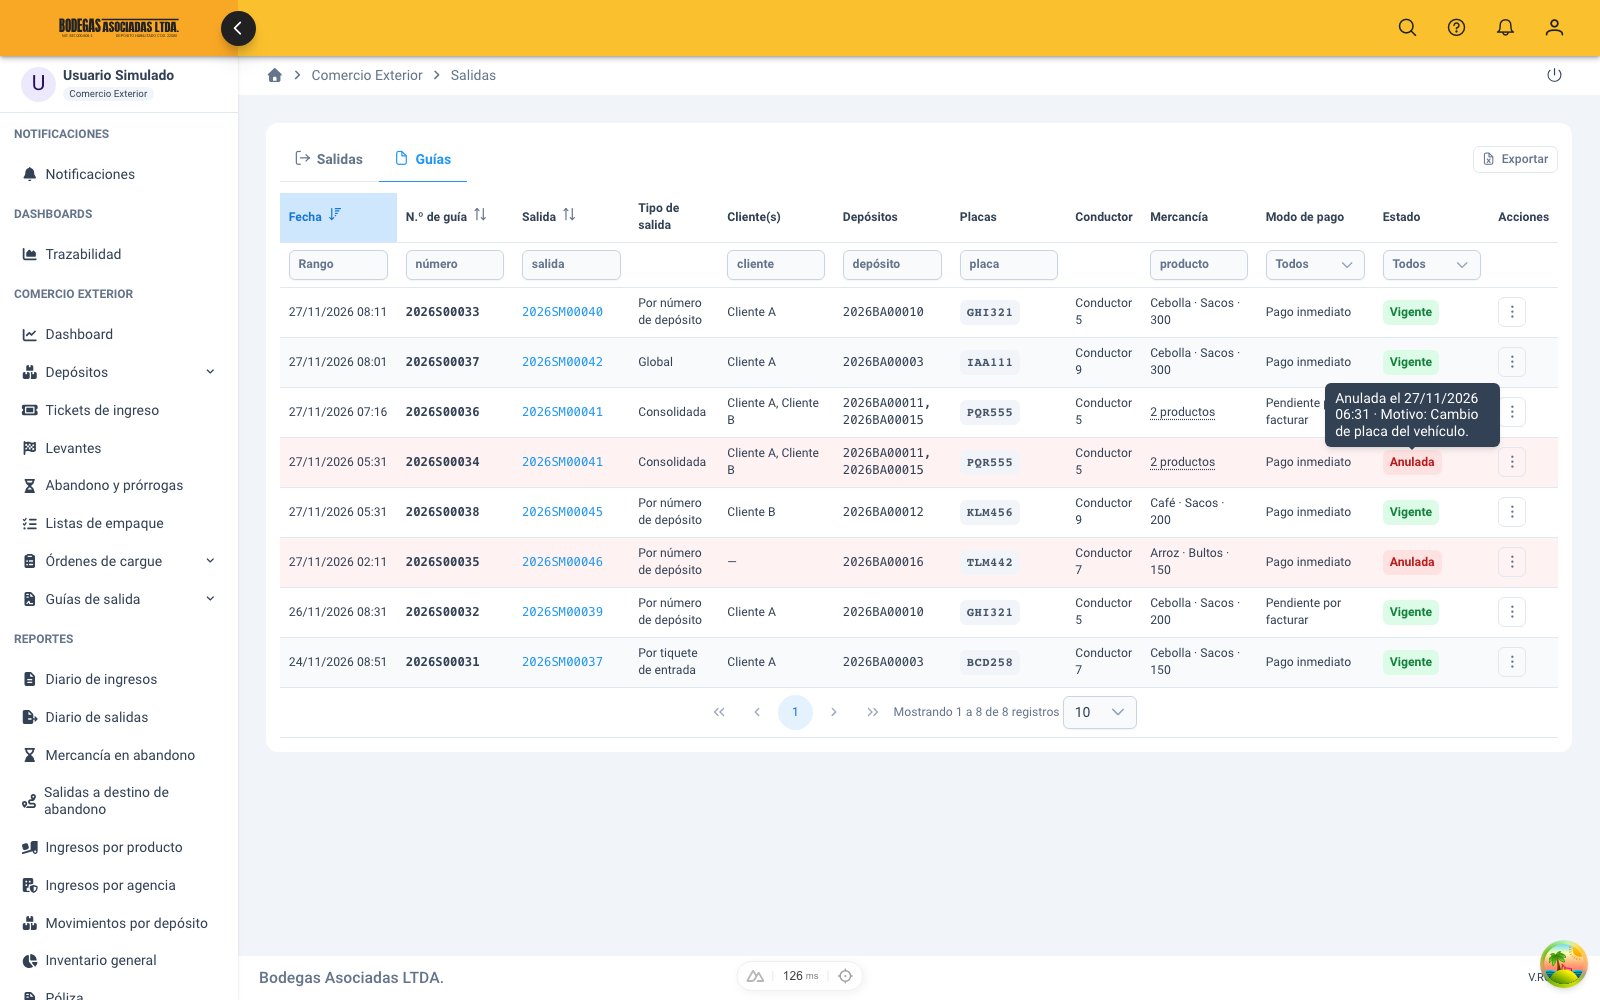 BODEGAS ASOCIADAS LTDA.
U
Usuario Simulado
Comercio Exterior
Comercio Exterior
Salidas
NOTIFICACIONES
Notificaciones
DASHBOARDS
Trazabilidad
COMERCIO EXTERIOR
Dashboard
Depósitos
Tickets de ingreso
Levantes
Abandono y prórrogas
Listas de empaque
Órdenes de cargue
Guías de salida
REPORTES
Diario de ingresos
Diario de salidas
Mercancía en abandono
Salidas a destino de
abandono
Ingresos por producto
Ingresos por agencia
Movimientos por depósito
Inventario general
Póliza
Salidas
Guías
Exportar
Fecha
N.º de guía
Salida
Tipo de
salida
Cliente(s)
Depósitos
Placas
Conductor
Mercancía
Modo de pago
Estado
Acciones
Rango
número
salida
cliente
depósito
placa
producto
Todos
Todos
27/11/2026 08:11
2026S00033
2026SM00040
Por número
de depósito
Cliente A
2026BA00010
GHI321
Conductor
5
Cebolla · Sacos ·
300
Pago inmediato
Vigente
27/11/2026 08:01
2026S00037
2026SM00042
Global
Cliente A
2026BA00003
IAA111
Conductor
9
Cebolla · Sacos ·
300
Pago inmediato
Vigente
27/11/2026 07:16
2026S00036
2026SM00041
Consolidada
Cliente A, Cliente
B
2026BA00011,
2026BA00015
PQR555
Conductor
5
2 productos
Pendiente
facturar
Anulada el 27/11/2026
06:31 · Motivo: Cambio
de placa del vehículo.
27/11/2026 05:31
2026S00034
2026SM00041
Consolidada
Cliente A, Cliente
B
2026BA00011,
2026BA00015
PQR555
Conductor
5
2 productos
Pago inmediato
Anulada
27/11/2026 05:31
2026S00038
2026SM00045
Por número
de depósito
Cliente B
2026BA00012
KLM456
Conductor
9
Café · Sacos ·
200
Pago inmediato
Vigente
27/11/2026 02:11
2026S00035
2026SM00046
Por número
de depósito
—
2026BA00016
TLM442
Conductor
7
Arroz · Bultos ·
150
Pago inmediato
Anulada
26/11/2026 08:31
2026S00032
2026SM00039
Por número
de depósito
Cliente A
2026BA00010
GHI321
Conductor
5
Cebolla · Sacos ·
200
Pendiente por
facturar
Vigente
24/11/2026 08:51
2026S00031
2026SM00037
Por tiquete
de entrada
Cliente A
2026BA00003
BCD258
Conductor
7
Cebolla · Sacos ·
150
Pago inmediato
Vigente
1
Mostrando 1 a 8 de 8 registros
10
Bodegas Asociadas LTDA.
126 ms